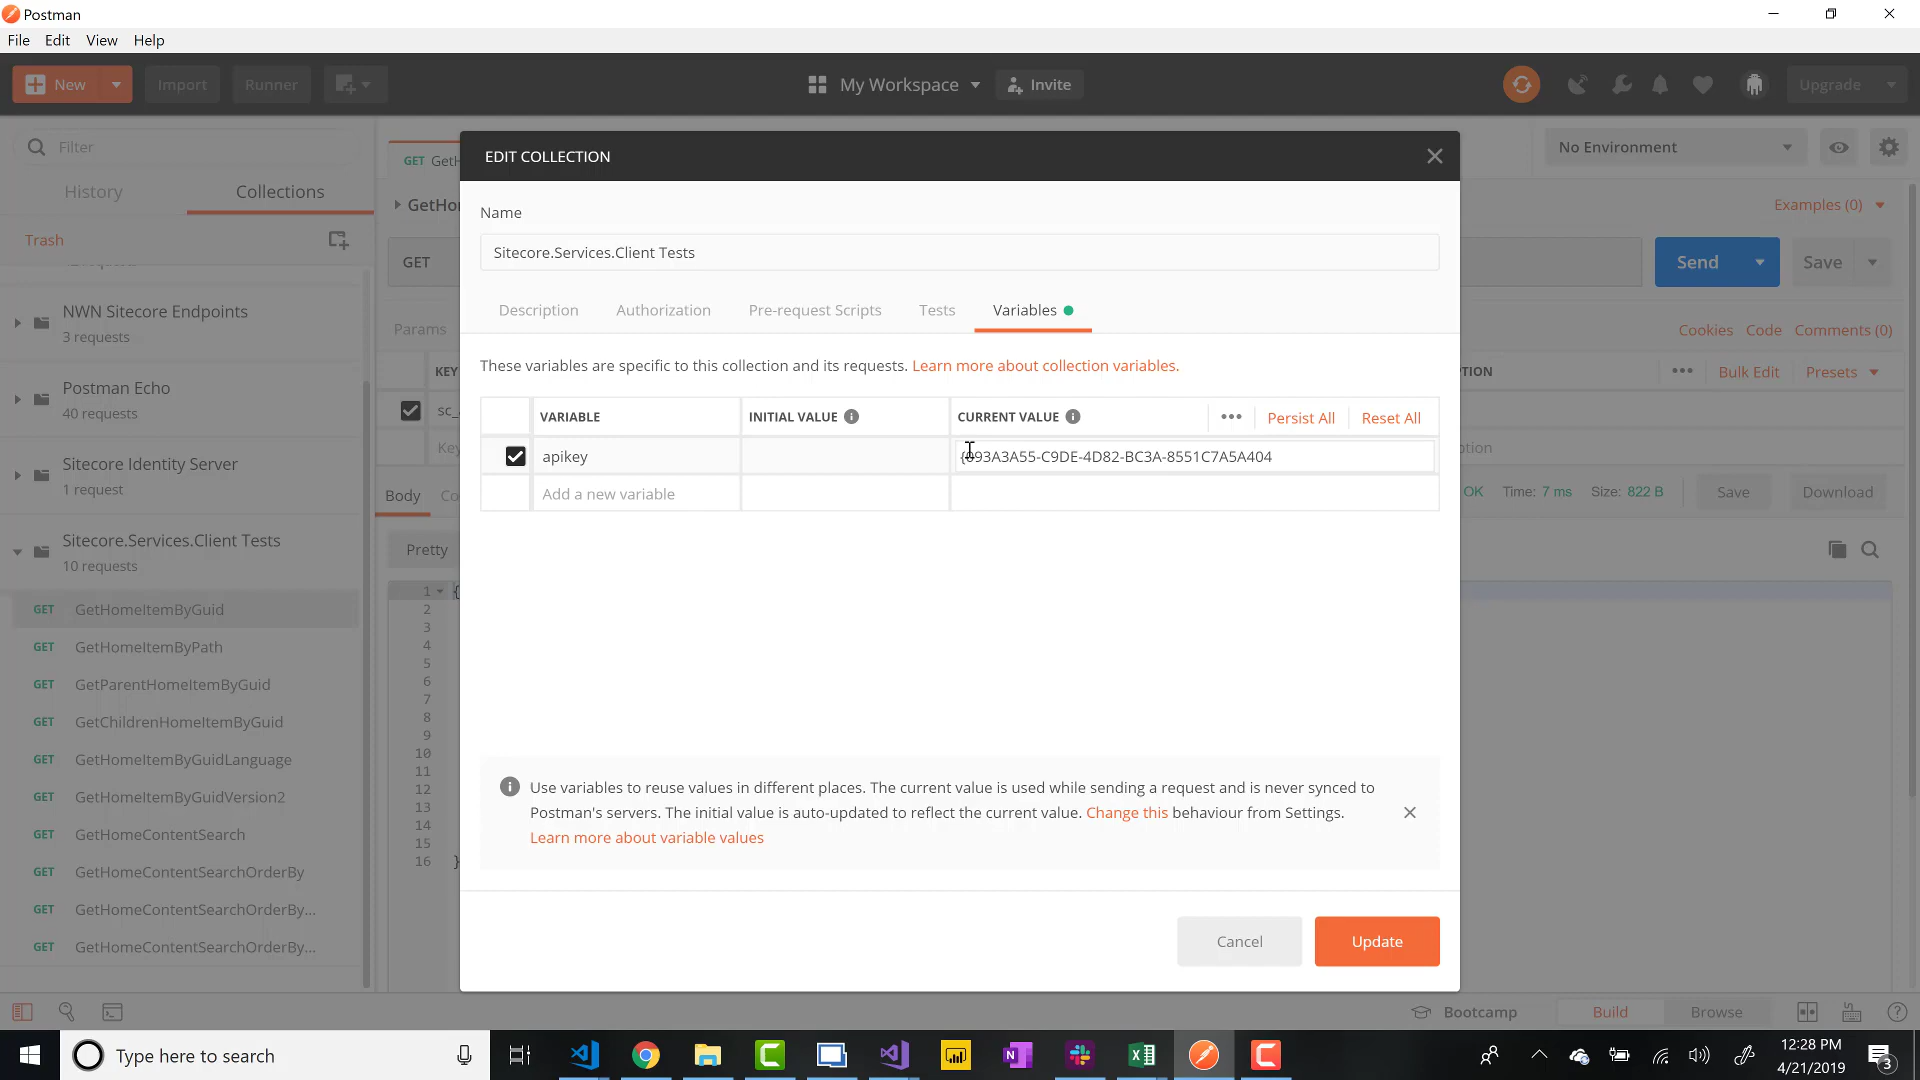 Postman
File Edit View Help
New Import Runner My Workspace Invite Upgrade
Filter
History Collections
Trash
NWN Sitecore Endpoints
3 requests
Postman Echo
40 requests
Sitecore Identity Server
1 request
Sitecore.Services.Client Tests
10 requests
GET GetHomeItemByGuid
GET GetHomeItemByPath
GET GetParentHomeItemByGuid
GET GetChildrenHomeItemByGuid
GET GetHomeItemByGuidLanguage
GET GetHomeItemByGuidVersion2
GET GetHomeContentSearch
GET GetHomeContentSearchOrderBy
GET GetHomeContentSearchOrderBy...
GET GetHomeContentSearchOrderBy...
GET GetH
GetHo
GET
Params
KEY
sc_
Key
Body Co
Pretty
1 {
2
3
4
5
6
7
8
9
10
11
12
13
14
15
16 }
EDIT COLLECTION
Name
Sitecore.Services.Client Tests
Description Authorization Pre-request Scripts Tests Variables
These variables are specific to this collection and its requests. Learn more about collection variables.
VARIABLE INITIAL VALUE CURRENT VALUE ••• Persist All Reset All
apikey 93A3A55-C9DE-4D82-BC3A-8551C7A5A404
Add a new variable
Use variables to reuse values in different places. The current value is used while sending a request and is never synced to
Postman's servers. The initial value is auto-updated to reflect the current value. Change this behaviour from Settings.
Learn more about variable values
Cancel Update
No Environment
Examples (0)
Send Save
Cookies Code Comments (0)
PTION ••• Bulk Edit Presets
ption
OK Time: 7 ms Size: 822 B Save Download
Bootcamp Build Browse
Type here to search
12:28 PM
4/21/2019
3